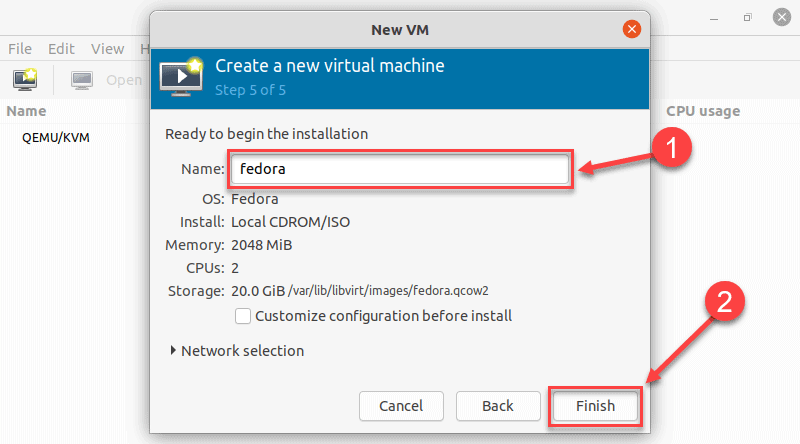 New VM
File Edit View H
Create a new virtual machine
Step 5 of 5
Open
Name
CPU usage
QEMU/KVM
Ready to begin the installation
1
Name: fedora
OS: Fedora
Install: Local CDROM/ISO
Memory: 2048 MiB
CPUs: 2
Storage: 20.0 GiB /var/lib/libvirt/images/fedora.qcow2
2
Customize configuration before install
Network selection
Cancel Back Finish